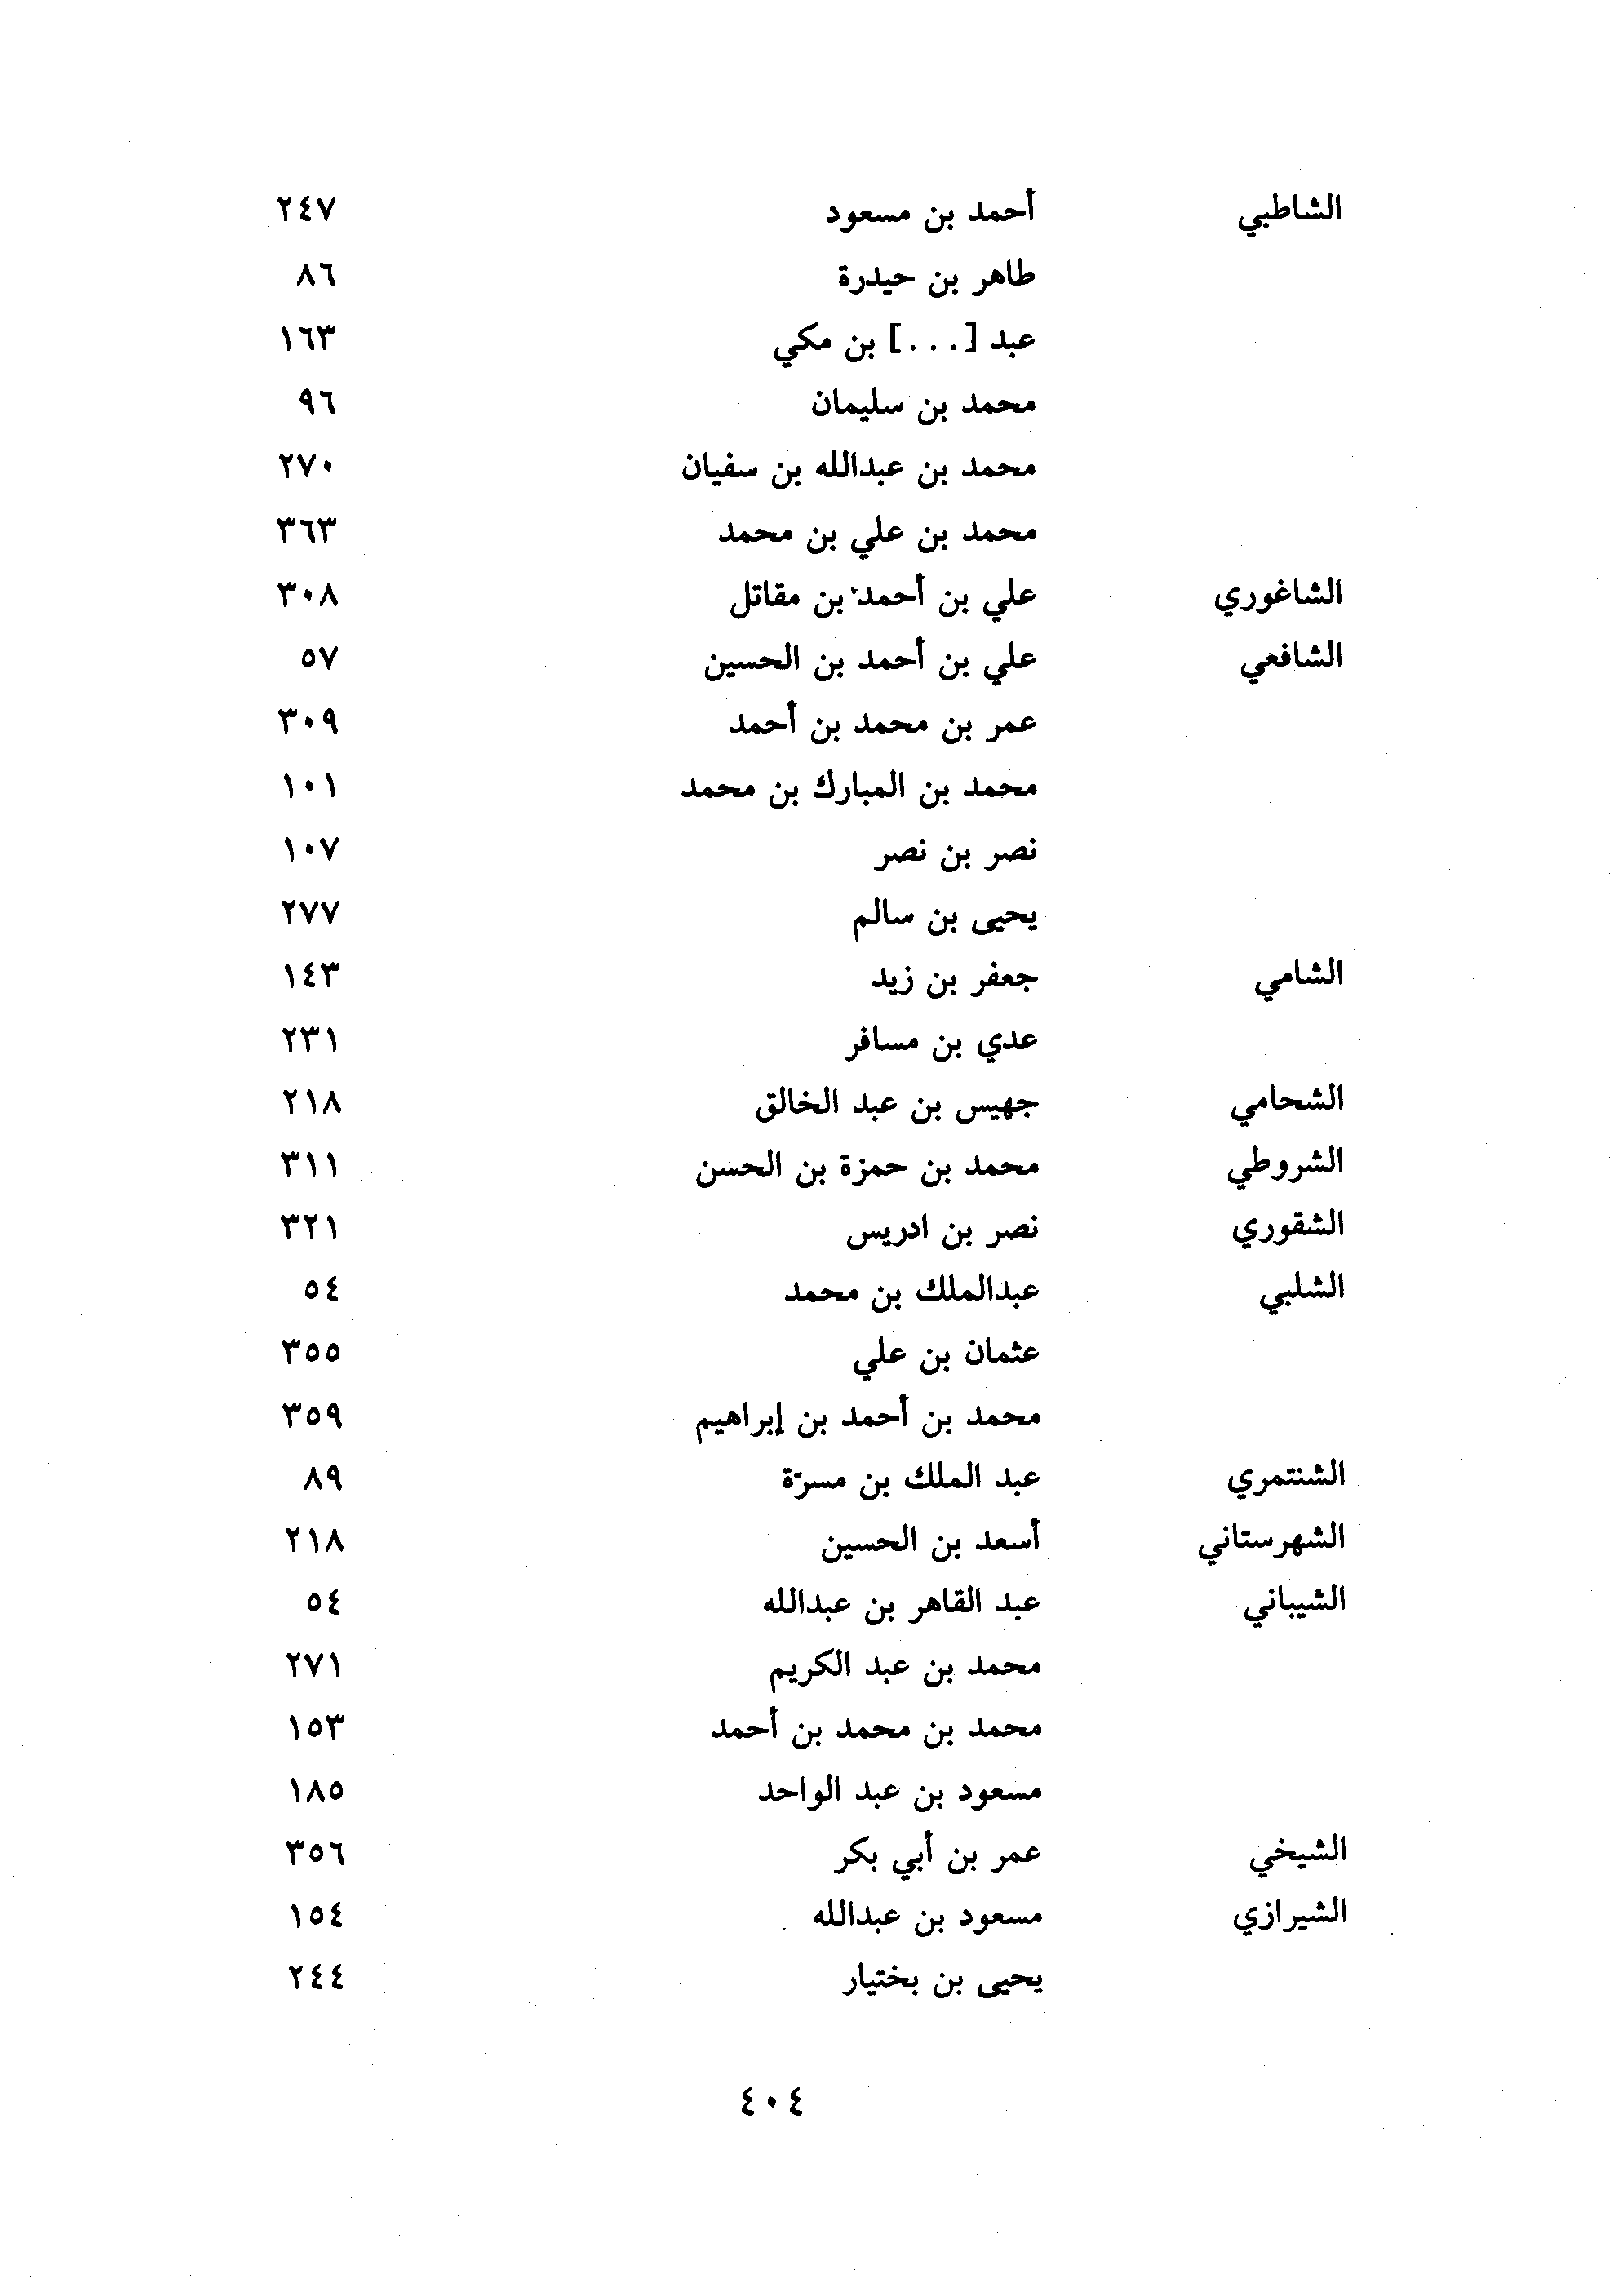 الشاطبي أحمد بن مسعود ٢٤٧
طاهر بن حيدرة ٨٦
عبد [...] بن مكي ١٦٣
محمد بن سليمان ٩٦
محمد بن عبدالله بن سفيان ٢٧٠
محمد بن علي بن محمد ٣٦٣
الشاغوري علي بن أحمد بن مقاتل ٣٠٨
الشافعي علي بن أحمد بن الحسين ٥٧
عمر بن محمد بن أحمد ٣٠٩
محمد بن المبارك بن محمد ١٠١
نصر بن نصر ١٠٧
يحيى بن سالم ٢٧٧
الشامي جعفر بن زيد ١٤٣
عدي بن مسافر ٢٣١
الشحامي جهيس بن عبد الخالق ٢١٨
الشروطي محمد بن حمزة بن الحسن ٣١١
الشقوري نصر بن ادريس ٣٢١
الشلبي عبدالملك بن محمد ٥٤
عثمان بن علي ٣٥٥
محمد بن أحمد بن إبراهيم ٣٥٩
الشنتمري عبد الملك بن مسرّة ٨٩
الشهرستاني أسعد بن الحسين ٢١٨
الشيباني عبد القاهر بن عبدالله ٥٤
محمد بن عبد الكريم ٢٧١
محمد بن محمد بن أحمد ١٥٣
مسعود بن عبد الواحد ١٨٥
الشيخي عمر بن أبي بكر ٣٥٦
الشيرازي مسعود بن عبدالله ١٥٤
يحيى بن بختيار ٢٤٤
٤٠٤